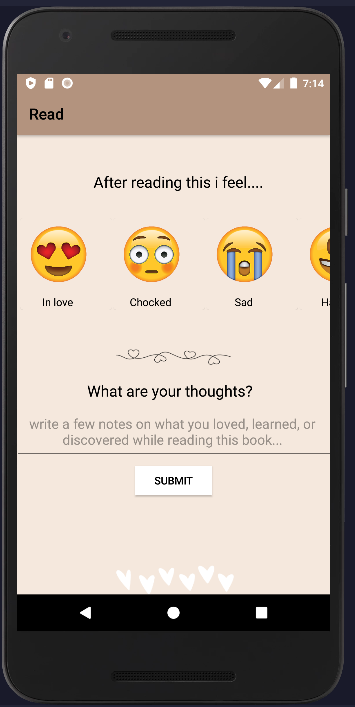 7:14
Read
After reading this i feel....
In love Chocked Sad
What are your thoughts?
write a few notes on what you loved, learned, or
discovered while reading this book...
SUBMIT